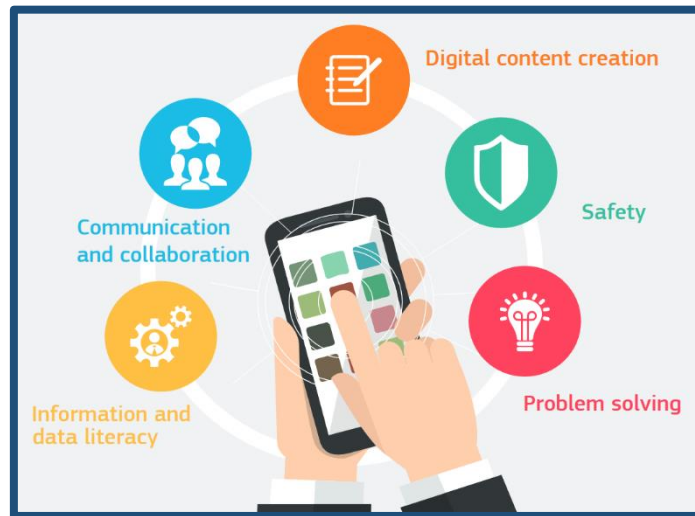 Digital content creation
Communication
and collaboration
Safety
Information and
data literacy
Problem solving